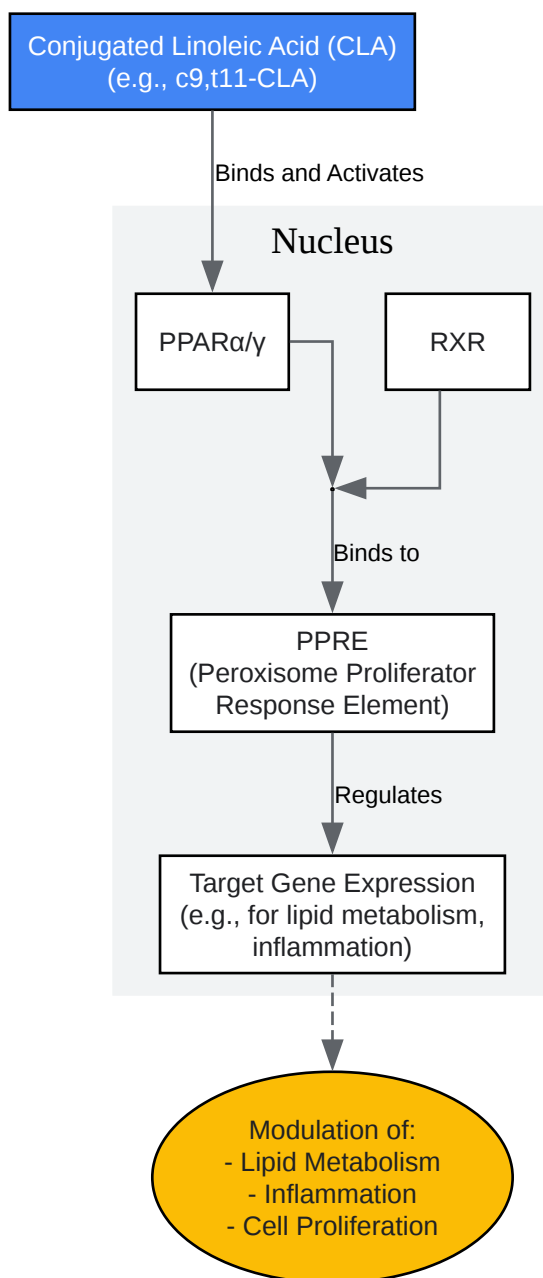 Conjugated Linoleic Acid (CLA)
(e.g., c9,t11-CLA)
Binds and Activates
Nucleus
PPARα/γ
RXR
Binds to
PPRE
(Peroxisome Proliferator
Response Element)
Regulates
Target Gene Expression
(e.g., for lipid metabolism,
inflammation)
Modulation of:
- Lipid Metabolism
- Inflammation
- Cell Proliferation